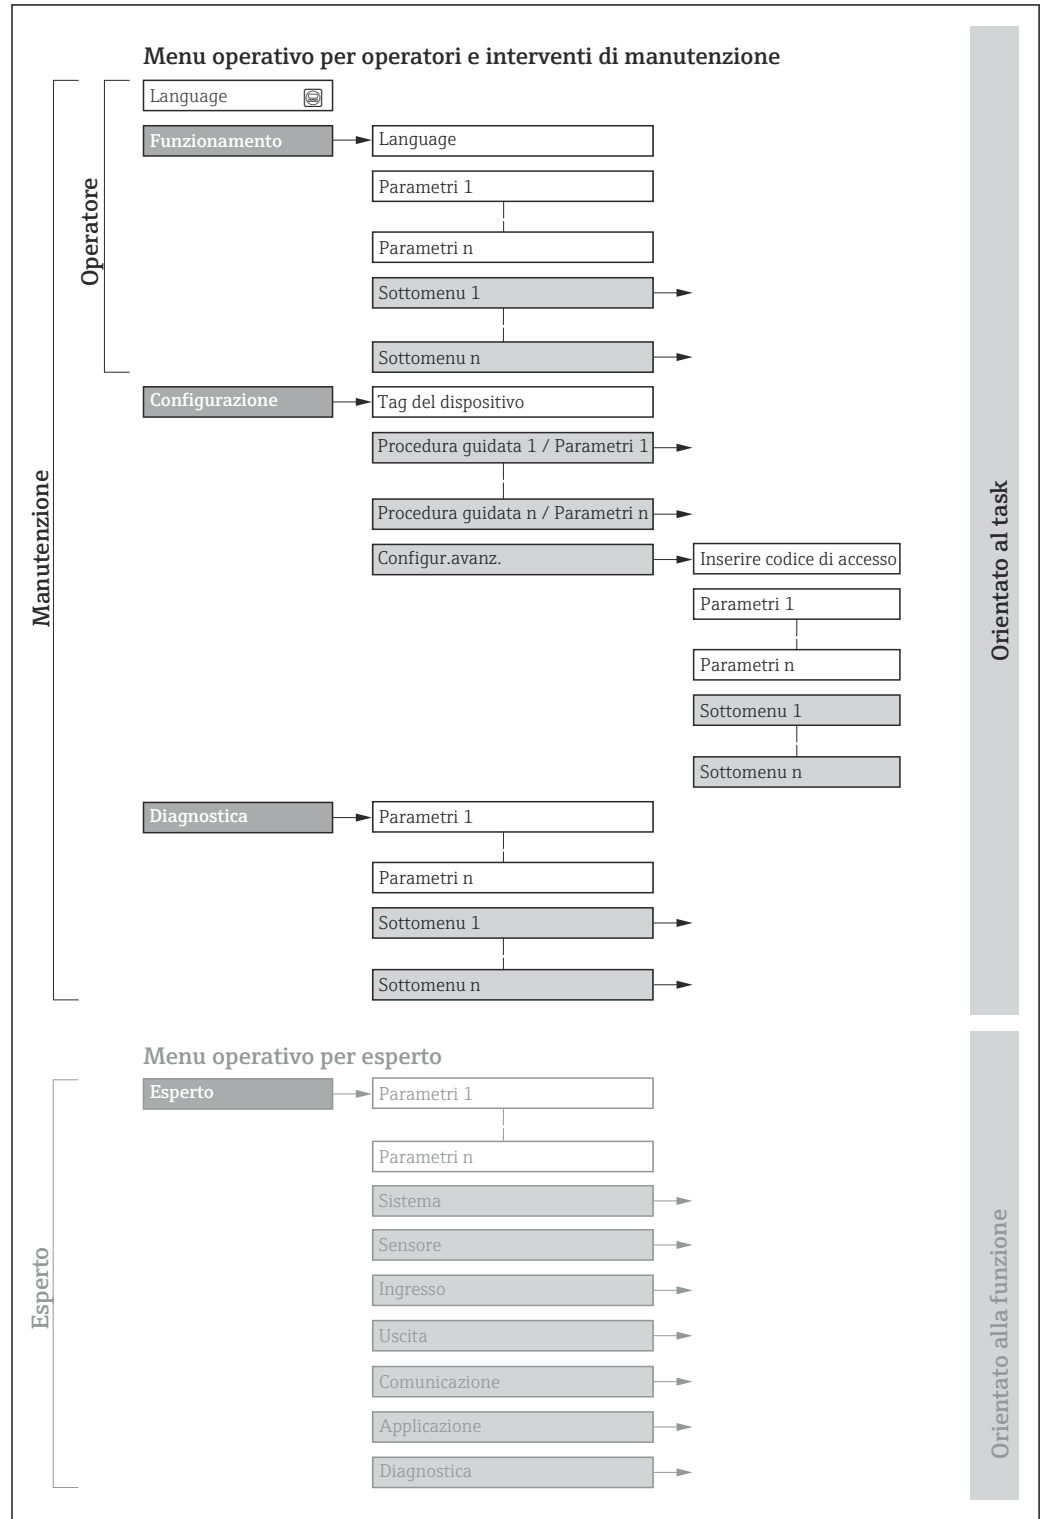 Menu operativo per operatori e interventi di manutenzione
Language
Funzionamento
Language
Parametri 1
Parametri n
Sottomenu 1
Sottomenu n
Operatore
Configurazione
Tag del dispositivo
Procedura guidata 1 / Parametri 1
Procedura guidata n / Parametri n
Configur.avanz.
Inserire codice di accesso
Parametri 1
Parametri n
Sottomenu 1
Sottomenu n
Manutenzione
Orientato al task
Diagnostica
Parametri 1
Parametri n
Sottomenu 1
Sottomenu n
Menu operativo per esperto
Esperto
Parametri 1
Parametri n
Sistema
Sensore
Ingresso
Uscita
Comunicazione
Applicazione
Diagnostica
Esperto
Orientato alla funzione